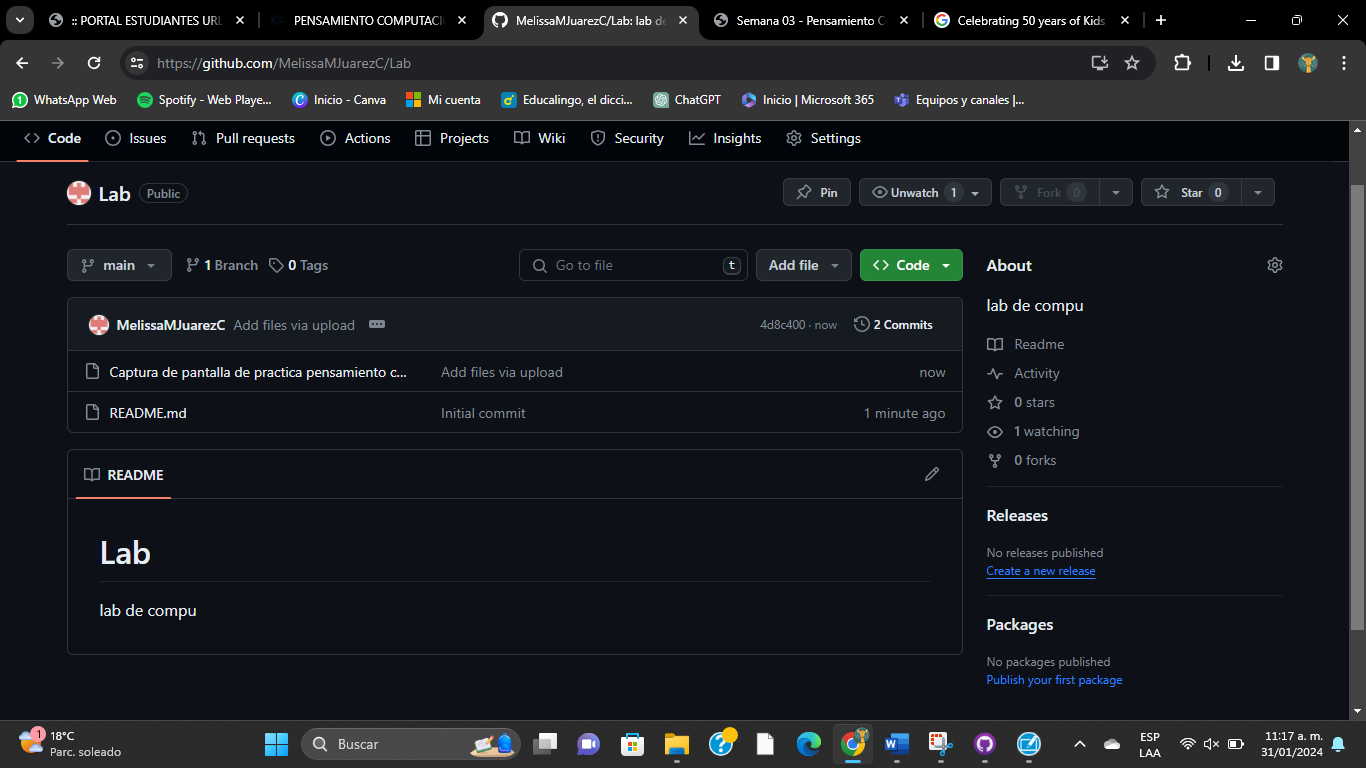 :: PORTAL ESTUDIANTES URL
PENSAMIENTO COMPUTACI
MelissaMJuarezC/Lab: lab de
Semana 03 - Pensamiento C
Celebrating 50 years of Kids
https://github.com/MelissaMJuarezC/Lab
WhatsApp Web
Spotify - Web Playe...
Inicio - Canva
Mi cuenta
Educalingo, el dicci...
ChatGPT
Inicio | Microsoft 365
Equipos y canales |...
Code
Issues
Pull requests
Actions
Projects
Wiki
Security
Insights
Settings
Lab Public
Pin
Unwatch 1
Fork 0
Star 0
main
1 Branch
0 Tags
Go to file t
Add file
Code
MelissaMJuarezC Add files via upload
4d8c400 · now
2 Commits
Captura de pantalla de practica pensamiento c...
Add files via upload
now
README.md
Initial commit
1 minute ago
README
Lab
lab de compu
About
lab de compu
Readme
Activity
0 stars
1 watching
0 forks
Releases
No releases published
Create a new release
Packages
No packages published
Publish your first package
1
18°C
Parc. soleado
Buscar
ESP
LAA
11:17 a. m.
31/01/2024